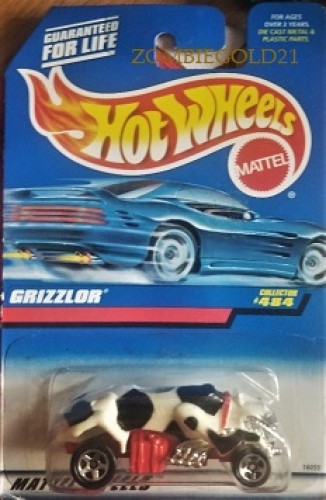 GUARANTEED
FOR LIFE
ZOMBIEGOLD21
FOR AGES
OVER 3 YEARS.
DIE CAST METAL &
PLASTIC PARTS.
HOT WHEELS
MATTEL
®
GRIZZLOR
COLLECTOR
#484